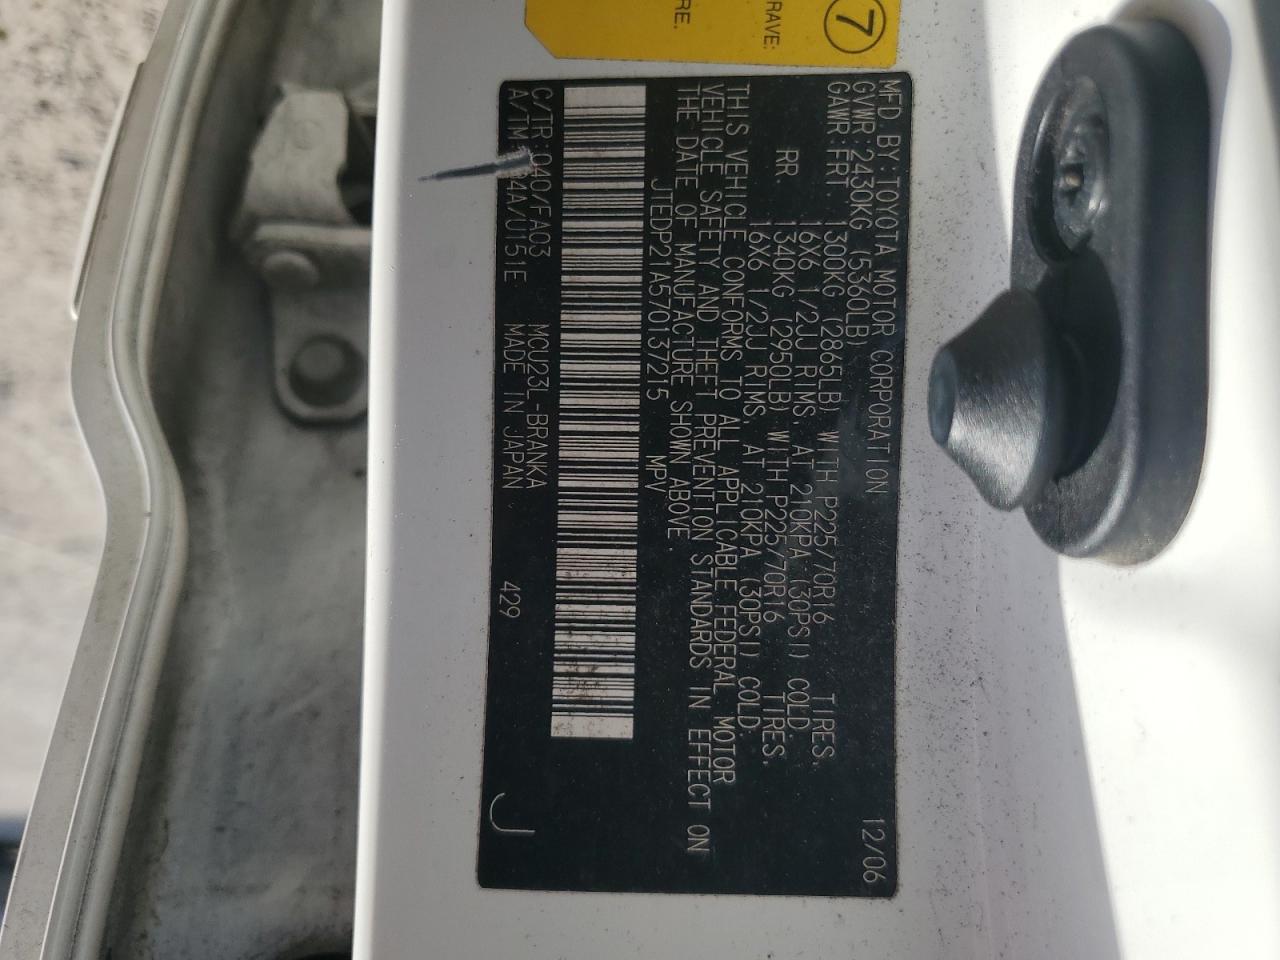 7
RAVE:
RE.
MFD. BY: TOYOTA MOTOR CORPORATION 12/06
GVWR: 2430KG (5360LB)
GAWR: FRT 1300KG (2865LB) WITH P225/70R16 TIRES,
16X6 1/2JJ RIMS, AT 210KPA (30PSI) COLD.
RR 1340KG (2950LB) WITH P225/70R16 TIRES,
16X6 1/2JJ RIMS, AT 210KPA (30PSI) COLD.
THIS VEHICLE CONFORMS TO ALL APPLICABLE FEDERAL MOTOR
VEHICLE SAFETY AND THEFT PREVENTION STANDARDS IN EFFECT ON
THE DATE OF MANUFACTURE SHOWN ABOVE.
JTEDP21A570137215 MPV
C/TR: 040/FA03 MCU23L-BRANKA
A/TM 34A/U151E MADE IN JAPAN 429 J